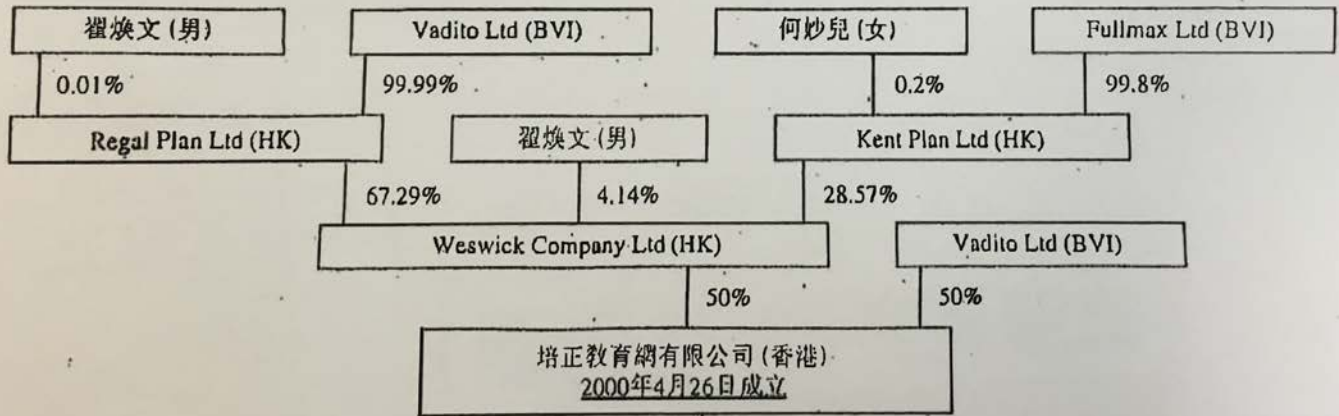 翟煥文 (男)
Vadito Ltd (BVI)
何妙兒 (女)
Fullmax Ltd (BVI)
0.01%
99.99%
0.2%
99.8%
Regal Plan Ltd (HK)
翟煥文 (男)
Kent Plan Ltd (HK)
67.29%
4.14%
28.57%
Weswick Company Ltd (HK)
Vadito Ltd (BVI)
50%
50%
培正教育網有限公司 (香港)
2000年4月26日成立